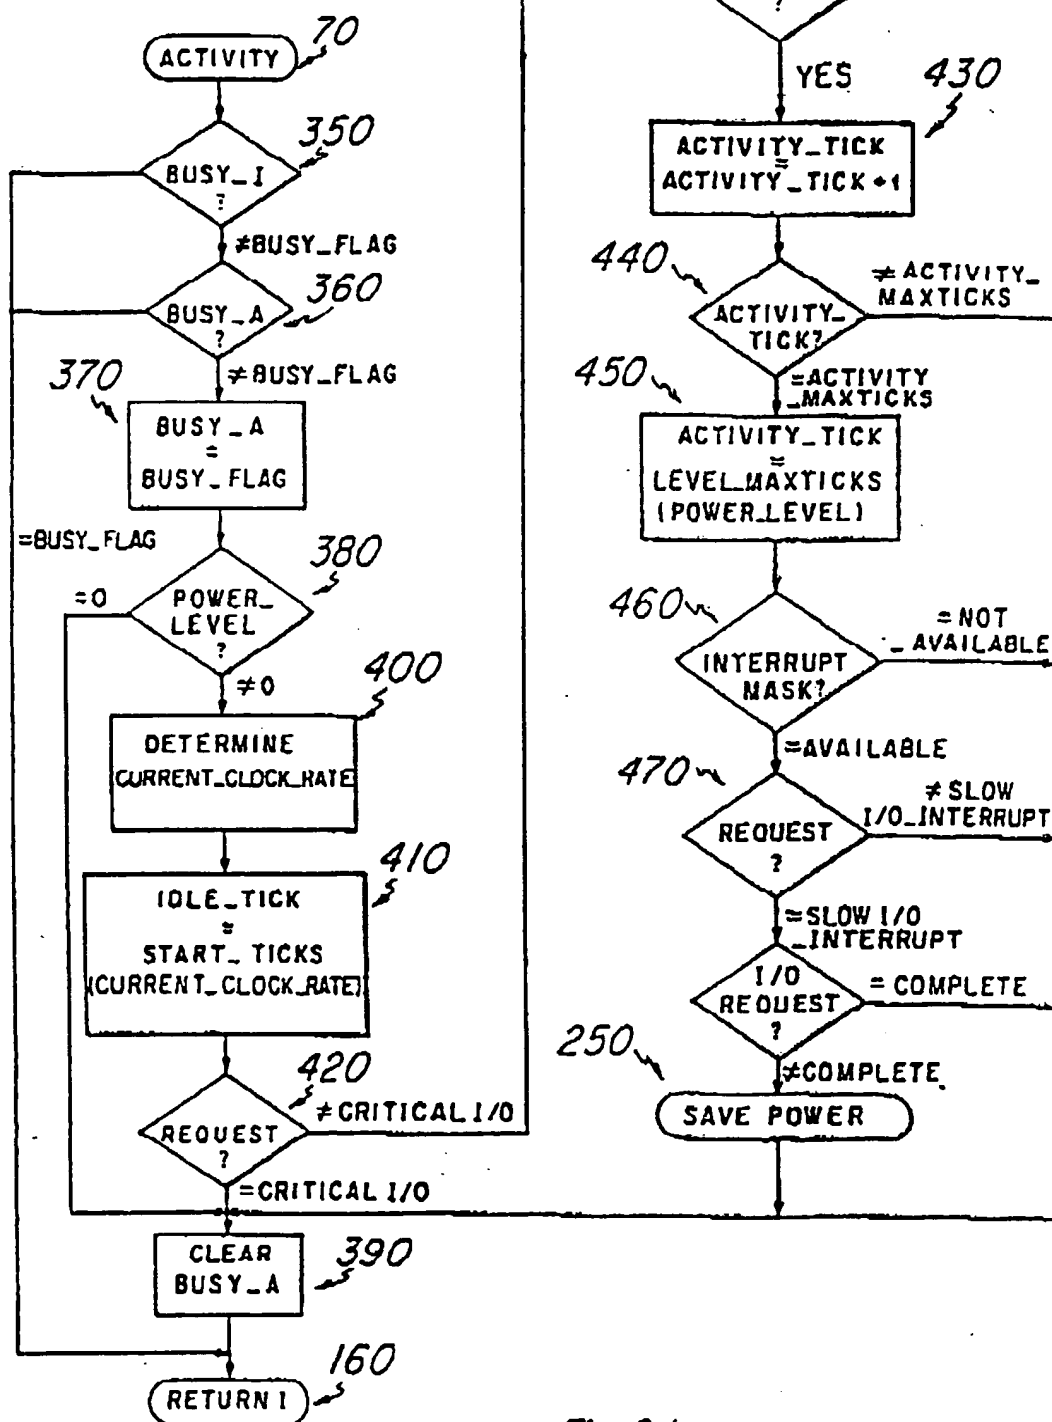 ACTIVITY
70
350
BUSY_I
?
≠BUSY_FLAG
360
BUSY_A
?
≠BUSY_FLAG
370
BUSY_A
=
BUSY_FLAG
=BUSY_FLAG
380
=0
POWER_
LEVEL
?
≠0
400
DETERMINE
CURRENT_CLOCK_RATE
410
IDLE_TICK
=
START_TICKS
(CURRENT_CLOCK_RATE)
420
≠CRITICAL I/O
REQUEST
?
=CRITICAL I/O
CLEAR
BUSY_A
390
160
RETURN I
?
YES
430
ACTIVITY_TICK
=
ACTIVITY_TICK+1
440
≠ACTIVITY_
MAXTICKS
ACTIVITY_
TICK?
450
=ACTIVITY
_MAXTICKS
ACTIVITY_TICK
=
LEVEL_MAXTICKS
(POWER_LEVEL)
460
=NOT
_AVAILABLE
INTERRUPT
MASK?
=AVAILABLE
470
≠SLOW
I/O_INTERRUPT
REQUEST
?
=SLOW I/O
_INTERRUPT
I/O
REQUEST
?
=COMPLETE
250
≠COMPLETE
SAVE POWER